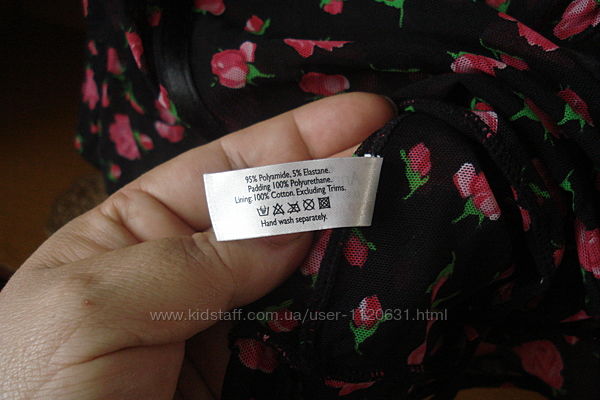 95% Polyamide, 5% Elastane.
Padding 100% Polyurethane.
Lining: 100% Cotton. Excluding Trims.
Hand wash separately.
www.kidstaff.com.ua/user-1120631.html